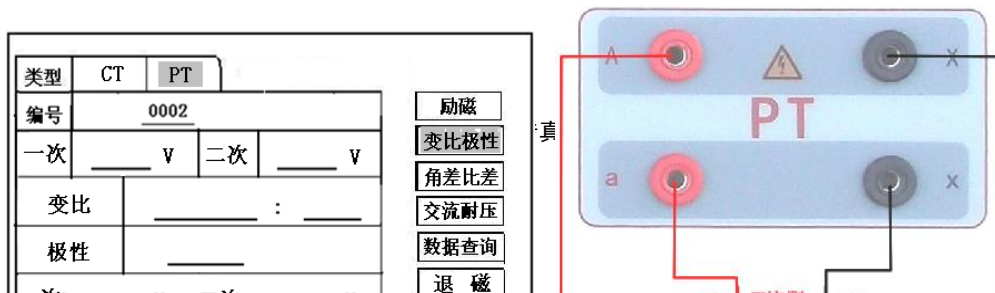 类型 CT PT
编号 0002
一次 V 二次 V
变比 :
极性
励磁
变比极性
角差比差
交流耐压
数据查询
退 磁
A X
PT
a x